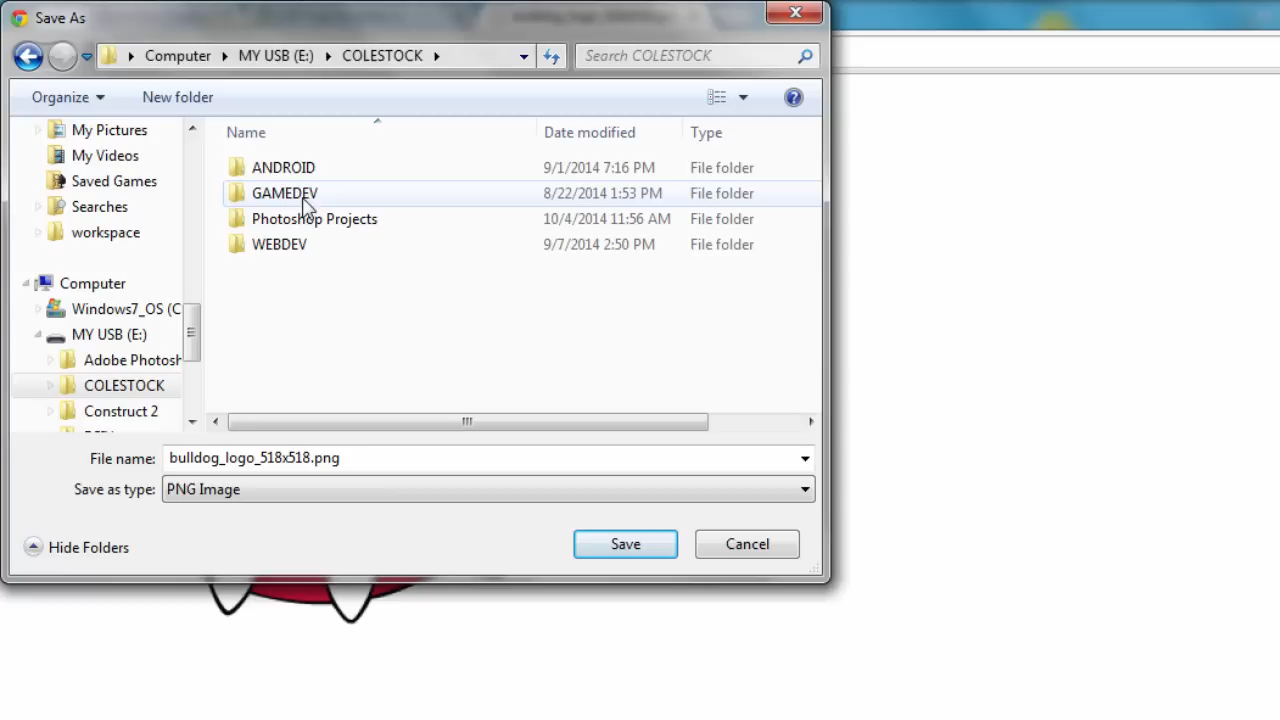 Save As
Computer MY USB (E:) COLESTOCK Search COLESTOCK
Organize New folder
Name Date modified Type
My Pictures
My Videos
Saved Games
Searches
workspace
Computer
Windows7_OS (C
MY USB (E:)
Adobe Photosh
COLESTOCK
Construct 2
ANDROID 9/1/2014 7:16 PM File folder
GAMEDEV 8/22/2014 1:53 PM File folder
Photoshop Projects 10/4/2014 11:56 AM File folder
WEBDEV 9/7/2014 2:50 PM File folder
File name: bulldog_logo_518x518.png
Save as type: PNG Image
Hide Folders Save Cancel